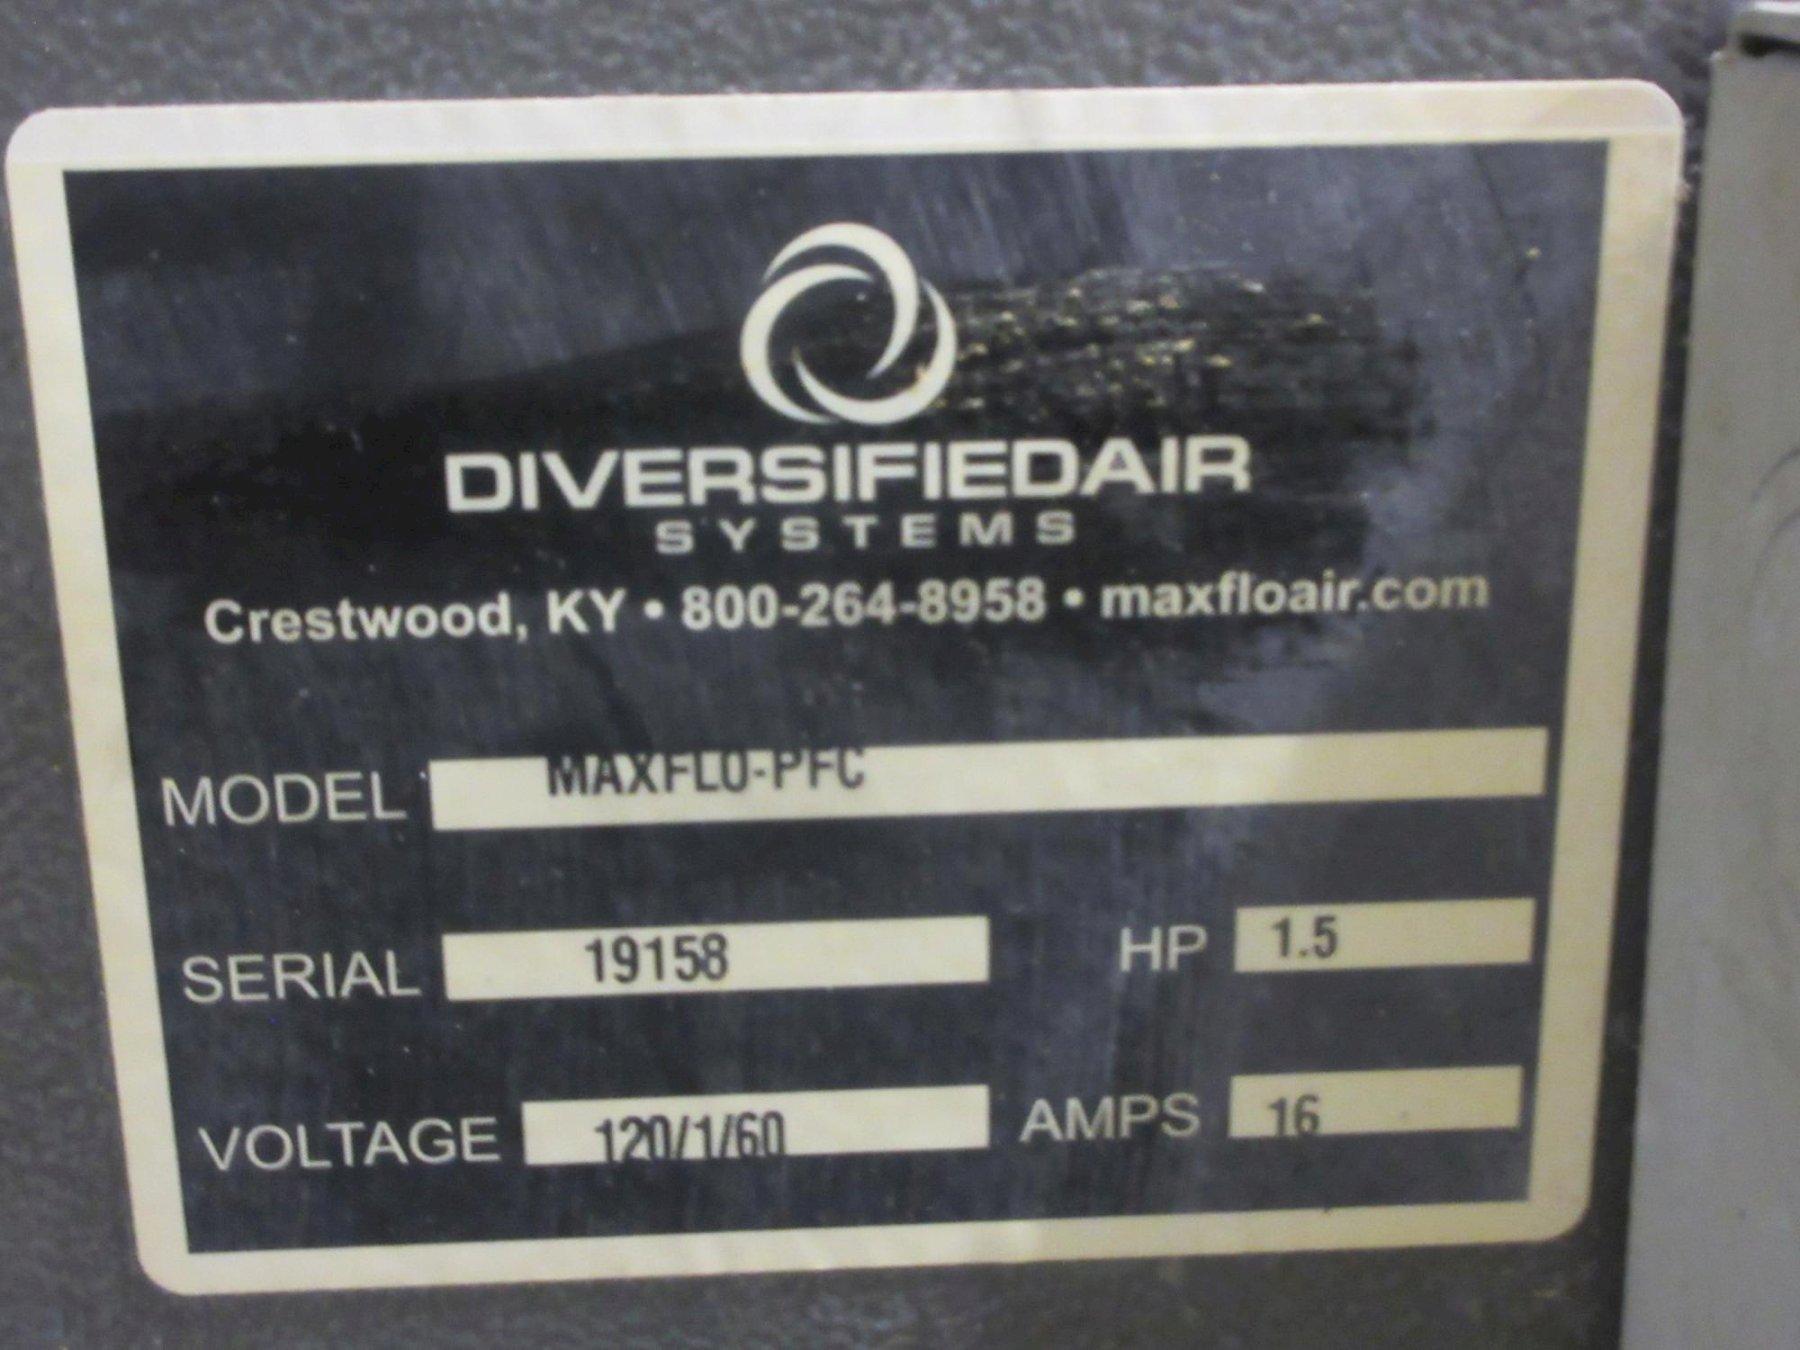 DIVERSIFIEDAIR
SYSTEMS
Crestwood, KY • 800-264-8958 • maxfloair.com
MODEL MAXFLO-PFC
SERIAL 19158 HP 1.5
VOLTAGE 120/1/60 AMPS 16